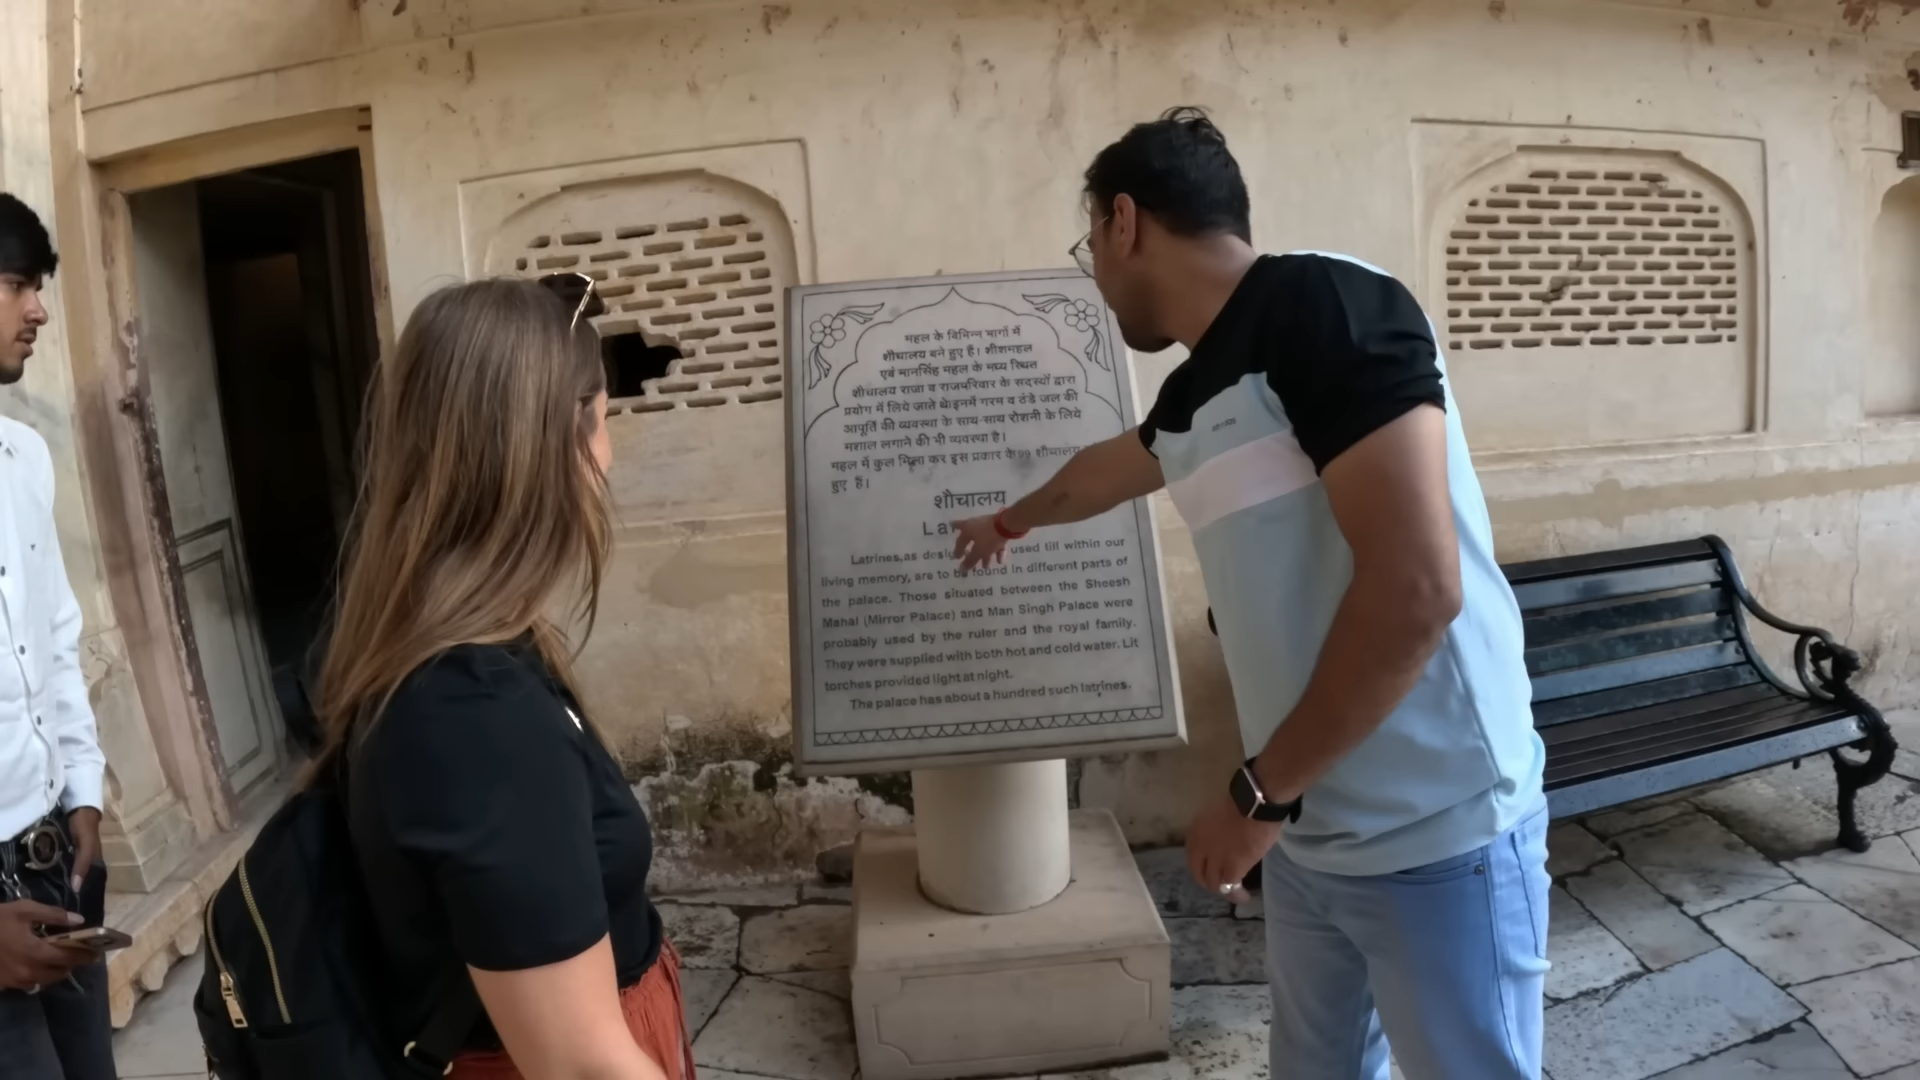 महल के विभिन्न भागों में
शौचालय बने हुए हैं। शीशमहल
एवं मानसिंह महल के मध्य स्थित
शौचालय राजा व राजपरिवार के सदस्यों द्वारा
प्रयोग में लिये जाते थे।इनमें गरम व ठंडे जल की
आपूर्ति की व्यवस्था के साथ-साथ रौशनी के लिये
मशाल लगाने की भी व्यवस्था है।
महल में कुल मिला कर इस प्रकार के 99 शौचालय
हुए हैं।
शौचालय
Latrines,as used till within our
living memory, are to be found in different parts of
the palace. Those situated between the Sheesh
Mahal (Mirror Palace) and Man Singh Palace were
probably used by the ruler and the royal family.
They were supplied with both hot and cold water. Lit
torches provided light at night.
The palace has about a hundred such latrines.